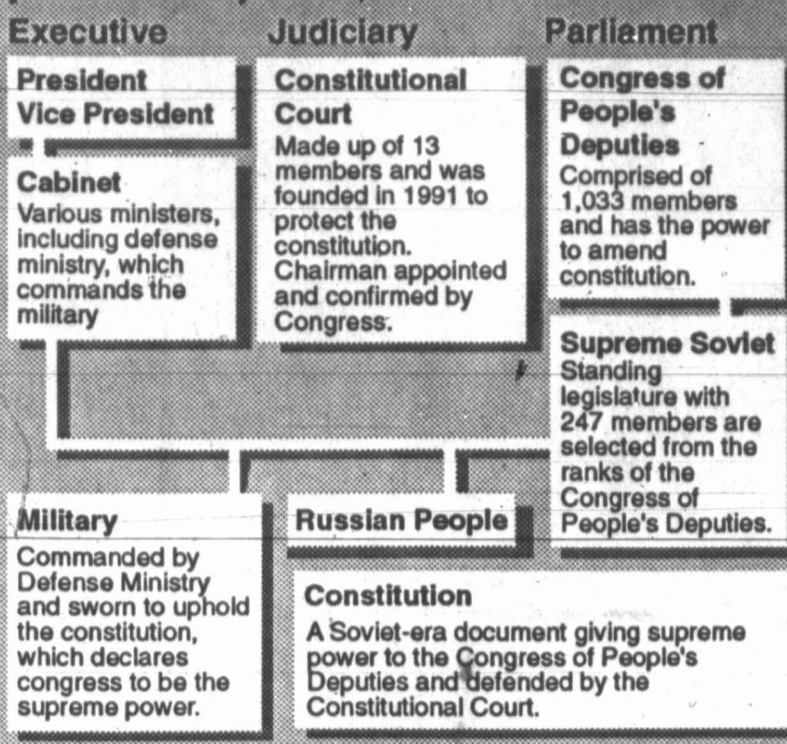 Executive
President
Vice President
Cabinet
Various ministers,
including defense
ministry, which
commands the
military
Judiciary
Constitutional
Court
Made up of 13
members and was
founded in 1991 to
protect the
constitution.
Chairman appointed
and confirmed by
Congress.
Parliament
Congress of
People's
Deputies
Comprised of
1,033 members
and has the power
to amend
constitution.
Supreme Soviet
Standing
legislature with
247 members are
selected from the
ranks of the
Congress of
People's Deputies.
Military
Commanded by
Defense Ministry
and sworn to uphold
the constitution,
which declares
congress to be the
supreme power.
Russian People
Constitution
A Soviet-era document giving supreme
power to the Congress of People's
Deputies and defended by the
Constitutional Court.